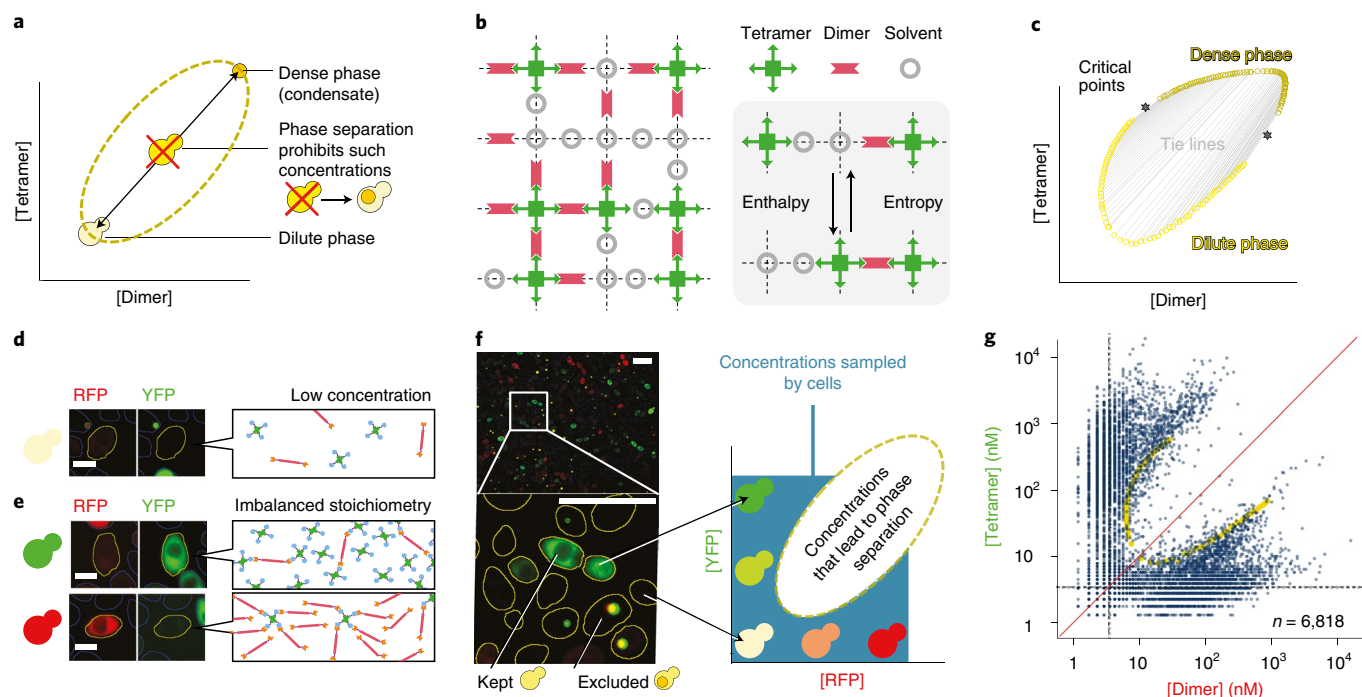 a
[Tetramer]
[Dimer]
Dense phase
(condensate)
Phase separation
prohibits such
concentrations
Dilute phase
b
Tetramer
Dimer
Solvent
Enthalpy
Entropy
c
Critical
points
Dense phase
Tie lines
Dilute phase
[Tetramer]
[Dimer]
d
RFP
YFP
Low concentration
e
RFP
YFP
Imbalanced stoichiometry
f
Kept
Excluded
Concentrations sampled
by cells
Concentrations
that lead to phase
separation
[YFP]
[RFP]
g
[Tetramer] (nM)
10⁴
10³
10²
10
1
n = 6,818
1
10
10²
10³
10⁴
[Dimer] (nM)